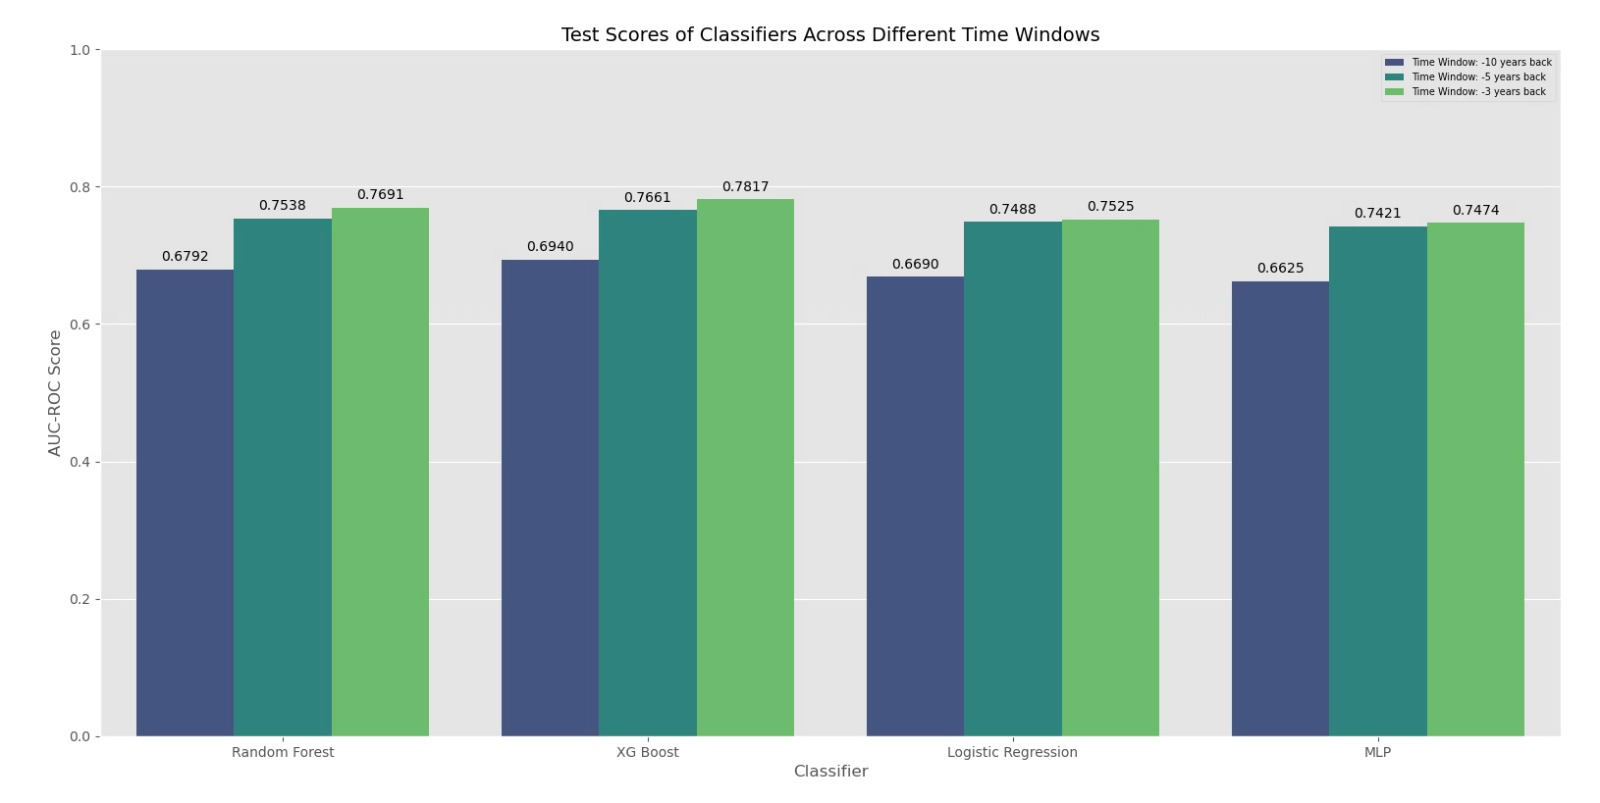 Test Scores of Classifiers Across Different Time Windows
Time Window: -10 years back
Time Window: -5 years back
Time Window: -3 years back
AUC-ROC Score
1.0
0.8
0.6
0.4
0.2
0.0
0.6792
0.7538
0.7691
0.6940
0.7661
0.7817
0.6690
0.7488
0.7525
0.6625
0.7421
0.7474
Random Forest
XG Boost
Logistic Regression
MLP
Classifier